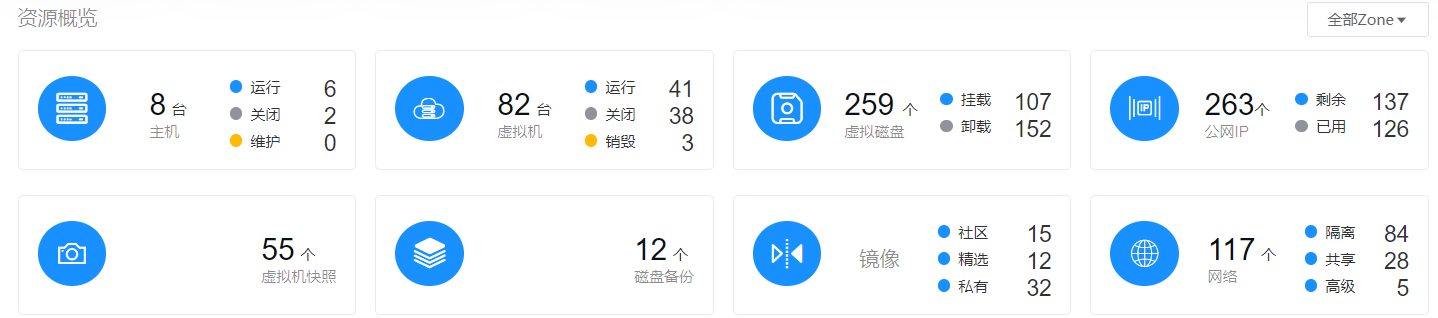 资源概览
全部Zone
8 台
主机
运行 6
关闭 2
维护 0
82 台
虚拟机
运行 41
关闭 38
销毁 3
259 个
虚拟磁盘
挂载 107
卸载 152
IP
263个
公网IP
剩余 137
已用 126
55 个
虚拟机快照
12 个
磁盘备份
镜像
社区 15
精选 12
私有 32
117 个
网络
隔离 84
共享 28
高级 5